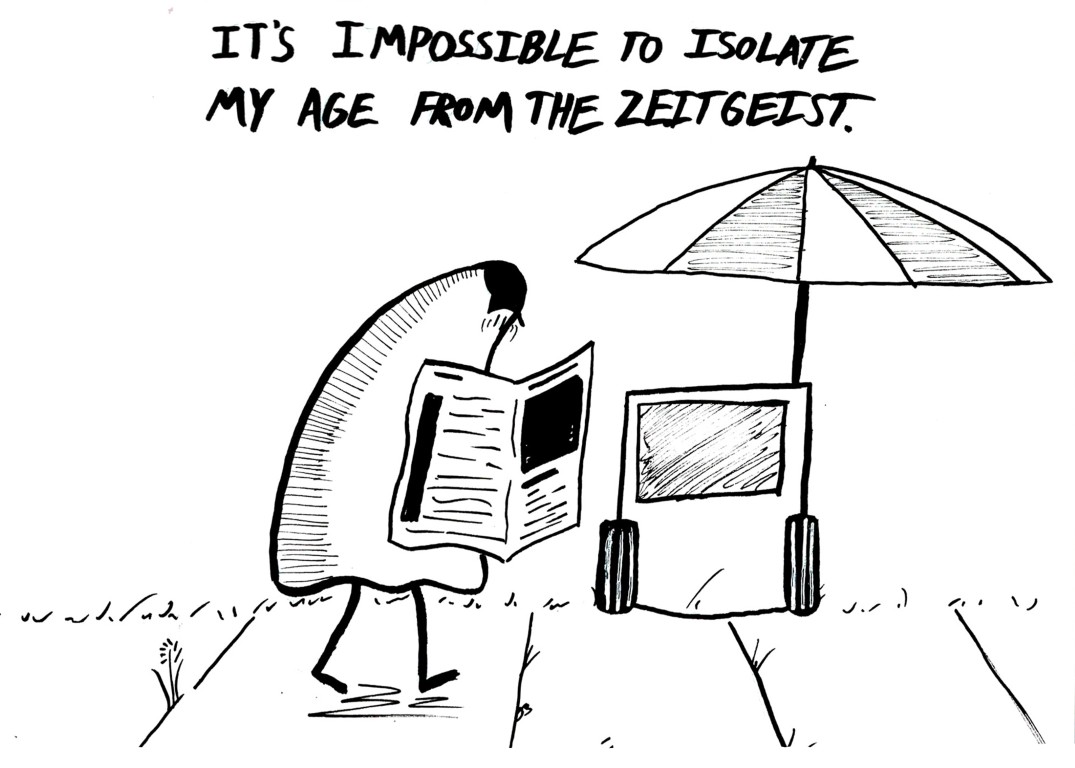 IT'S IMPOSSIBLE TO ISOLATE
MY AGE FROM THE ZEITGEIST.